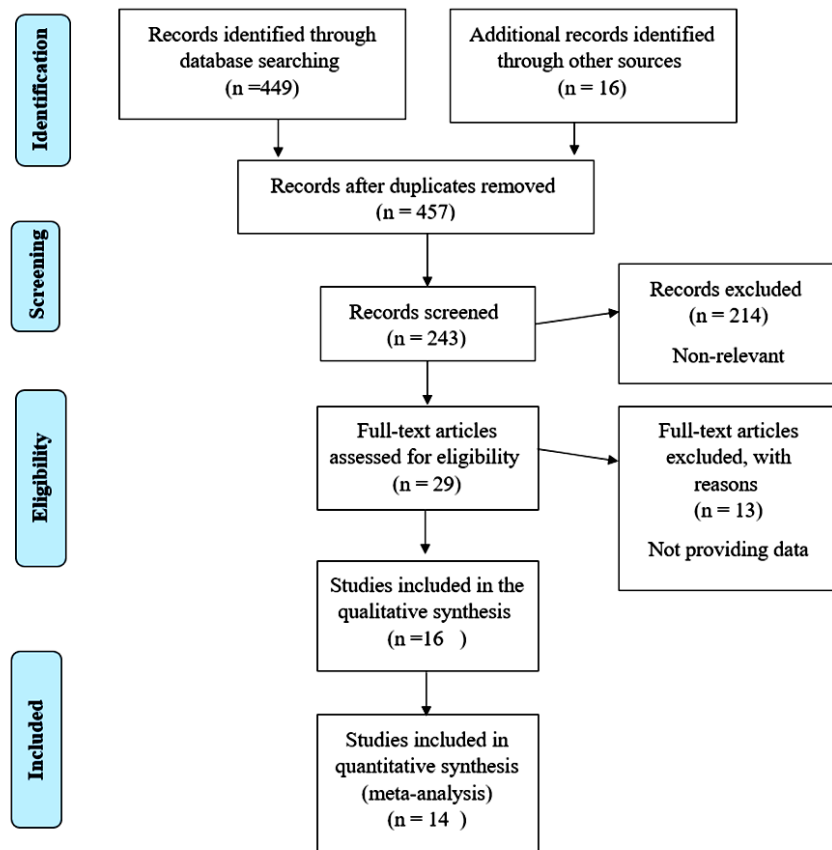 Identification
Records identified through
database searching
(n =449)
Additional records identified
through other sources
(n = 16)
Records after duplicates removed
(n = 457)
Screening
Records screened
(n = 243)
Records excluded
(n = 214)
Non-relevant
Eligibility
Full-text articles
assessed for eligibility
(n = 29)
Full-text articles
excluded, with
reasons
(n = 13)
Not providing data
Studies included in the
qualitative synthesis
(n =16 )
Included
Studies included in
quantitative synthesis
(meta-analysis)
(n = 14 )